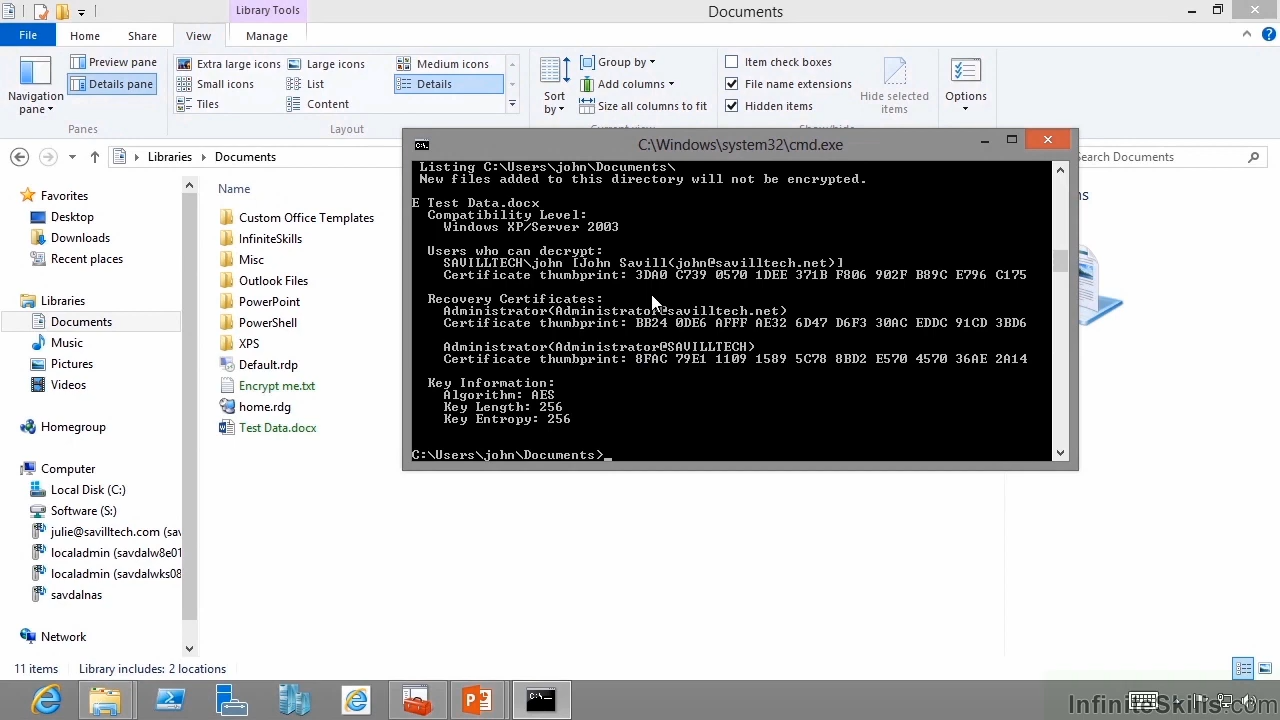 Library Tools
Documents
File
Home
Share
View
Manage
Navigation pane
Preview pane
Details pane
Panes
Extra large icons
Large icons
Medium icons
Small icons
List
Details
Tiles
Content
Layout
Sort by
Group by
Add columns
Size all columns to fit
Item check boxes
File name extensions
Hidden items
Hide selected items
Options
Libraries
Documents
Search Documents
Favorites
Desktop
Downloads
Recent places
Libraries
Documents
Music
Pictures
Videos
Homegroup
Computer
Local Disk (C:)
Software (S:)
julie@savilltech.com (sav
localadmin (savdalw8e01
localadmin (savdalwks08
savdalnas
Network
Name
Custom Office Templates
InfiniteSkills
Misc
Outlook Files
PowerPoint
PowerShell
XPS
Default.rdp
Encrypt me.txt
home.rdg
Test Data.docx
C:\Windows\system32\cmd.exe
Listing C:\Users\john\Documents\
New files added to this directory will not be encrypted.
E Test Data.docx
Compatibility Level:
Windows XP/Server 2003
Users who can decrypt:
SAVILLTECH\john [John Savill(john@savilltech.net)]
Certificate thumbprint: 3DA0 C739 0570 1DEE 371B F806 902F B89C E796 C175
Recovery Certificates:
Administrator(Administrator@savilltech.net)
Certificate thumbprint: BB24 0DE6 AFFF AE32 6D47 D6F3 30AC EDDC 91CD 3BD6
Administrator(Administrator@SAVILLTECH)
Certificate thumbprint: 8FAC 79E1 1109 1589 5C78 8BD2 E570 4570 36AE 2A14
Key Information:
Algorithm: AES
Key Length: 256
Key Entropy: 256
C:\Users\john\Documents>_
11 items
Library includes: 2 locations
InfiniteSkills.com